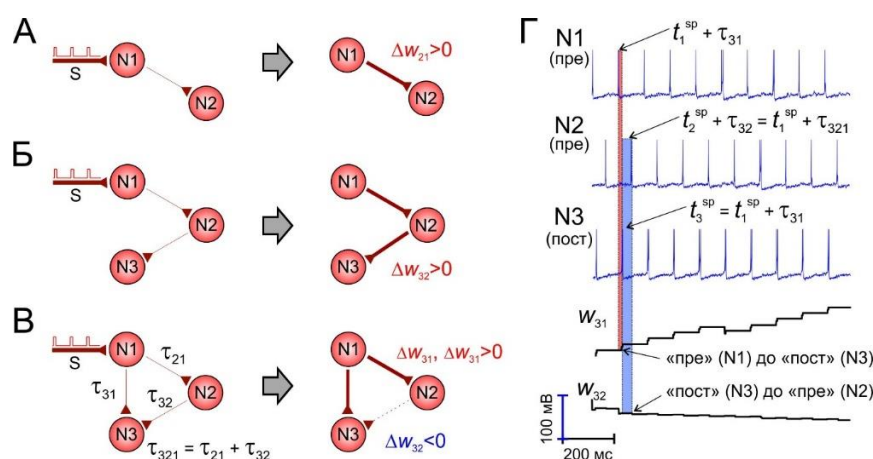 А
S
N1
N2
Δw₂₁>0
N1
N2
Б
S
N1
N2
N3
N1
N2
N3
Δw₃₂>0
В
S
N1
τ₂₁
τ₃₁
τ₃₂
N2
N3
τ₃₂₁ = τ₂₁ + τ₃₂
N1
Δw₃₁, Δw₃₁>0
N2
N3
Δw₃₂<0
Г
N1
(пре)
t₁ˢᵖ + τ₃₁
N2
(пре)
t₂ˢᵖ + τ₃₂ = t₁ˢᵖ + τ₃₂₁
N3
(пост)
t₃ˢᵖ = t₁ˢᵖ + τ₃₁
w₃₁
«пре» (N1) до «пост» (N3)
w₃₂
«пост» (N3) до «пре» (N2)
100 мВ
200 мс